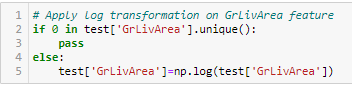 1 # Apply log transformation on GrLivArea feature
2 if 0 in test['GrLivArea'].unique():
3     pass
4 else:
5     test['GrLivArea']=np.log(test['GrLivArea'])